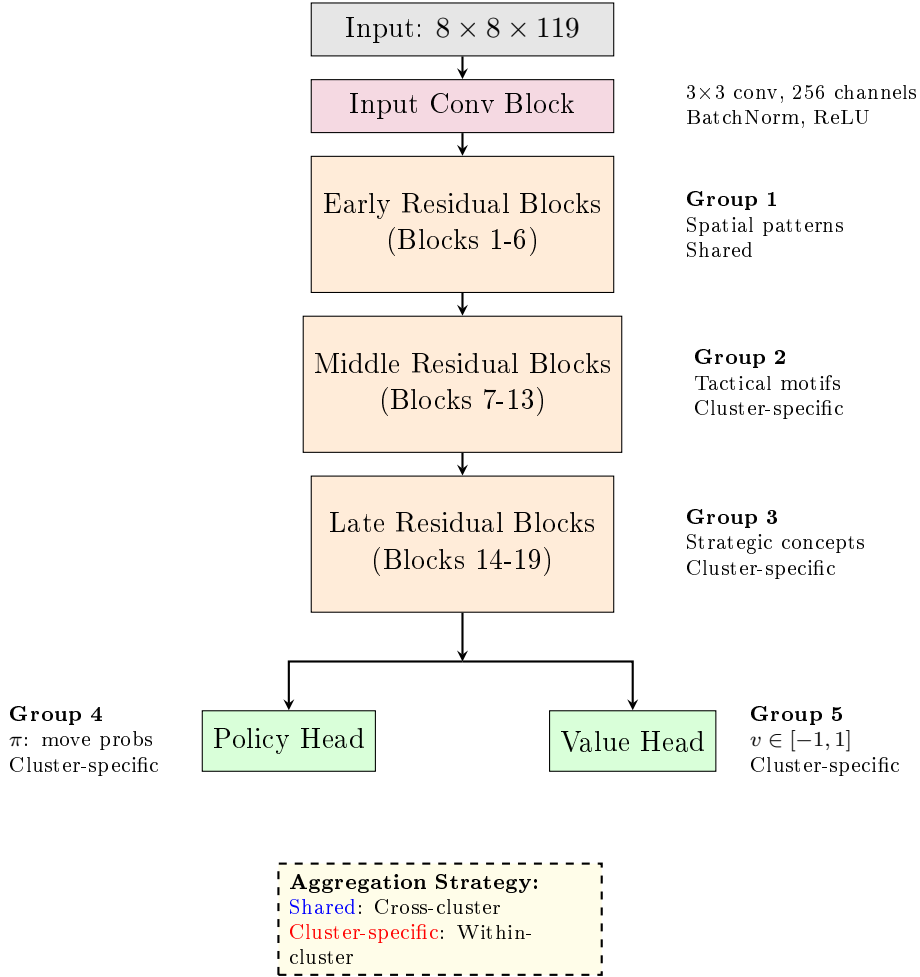 Input: 8 × 8 × 119
Input Conv Block
3×3 conv, 256 channels
BatchNorm, ReLU
Early Residual Blocks
(Blocks 1-6)
Group 1
Spatial patterns
Shared
Middle Residual Blocks
(Blocks 7-13)
Group 2
Tactical motifs
Cluster-specific
Late Residual Blocks
(Blocks 14-19)
Group 3
Strategic concepts
Cluster-specific
Group 4
π: move probs
Cluster-specific
Policy Head
Value Head
Group 5
v ∈ [−1, 1]
Cluster-specific
Aggregation Strategy:
Shared: Cross-cluster
Cluster-specific: Within-
cluster